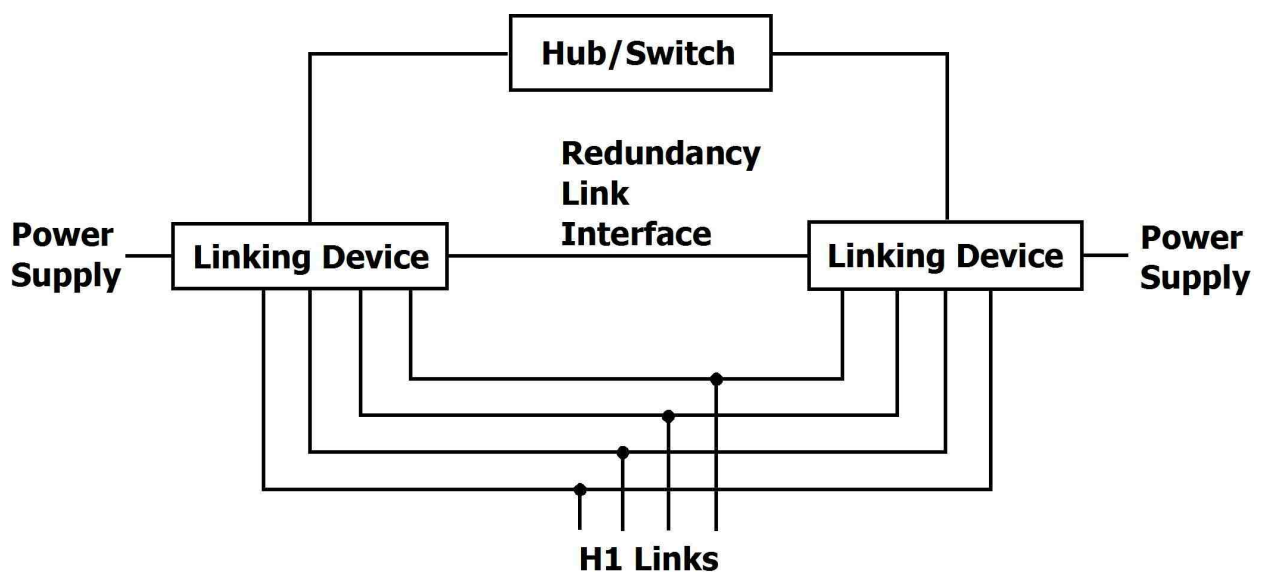 Hub/Switch
Redundancy
Link
Interface
Power
Supply
Linking Device
Linking Device
Power
Supply
H1 Links